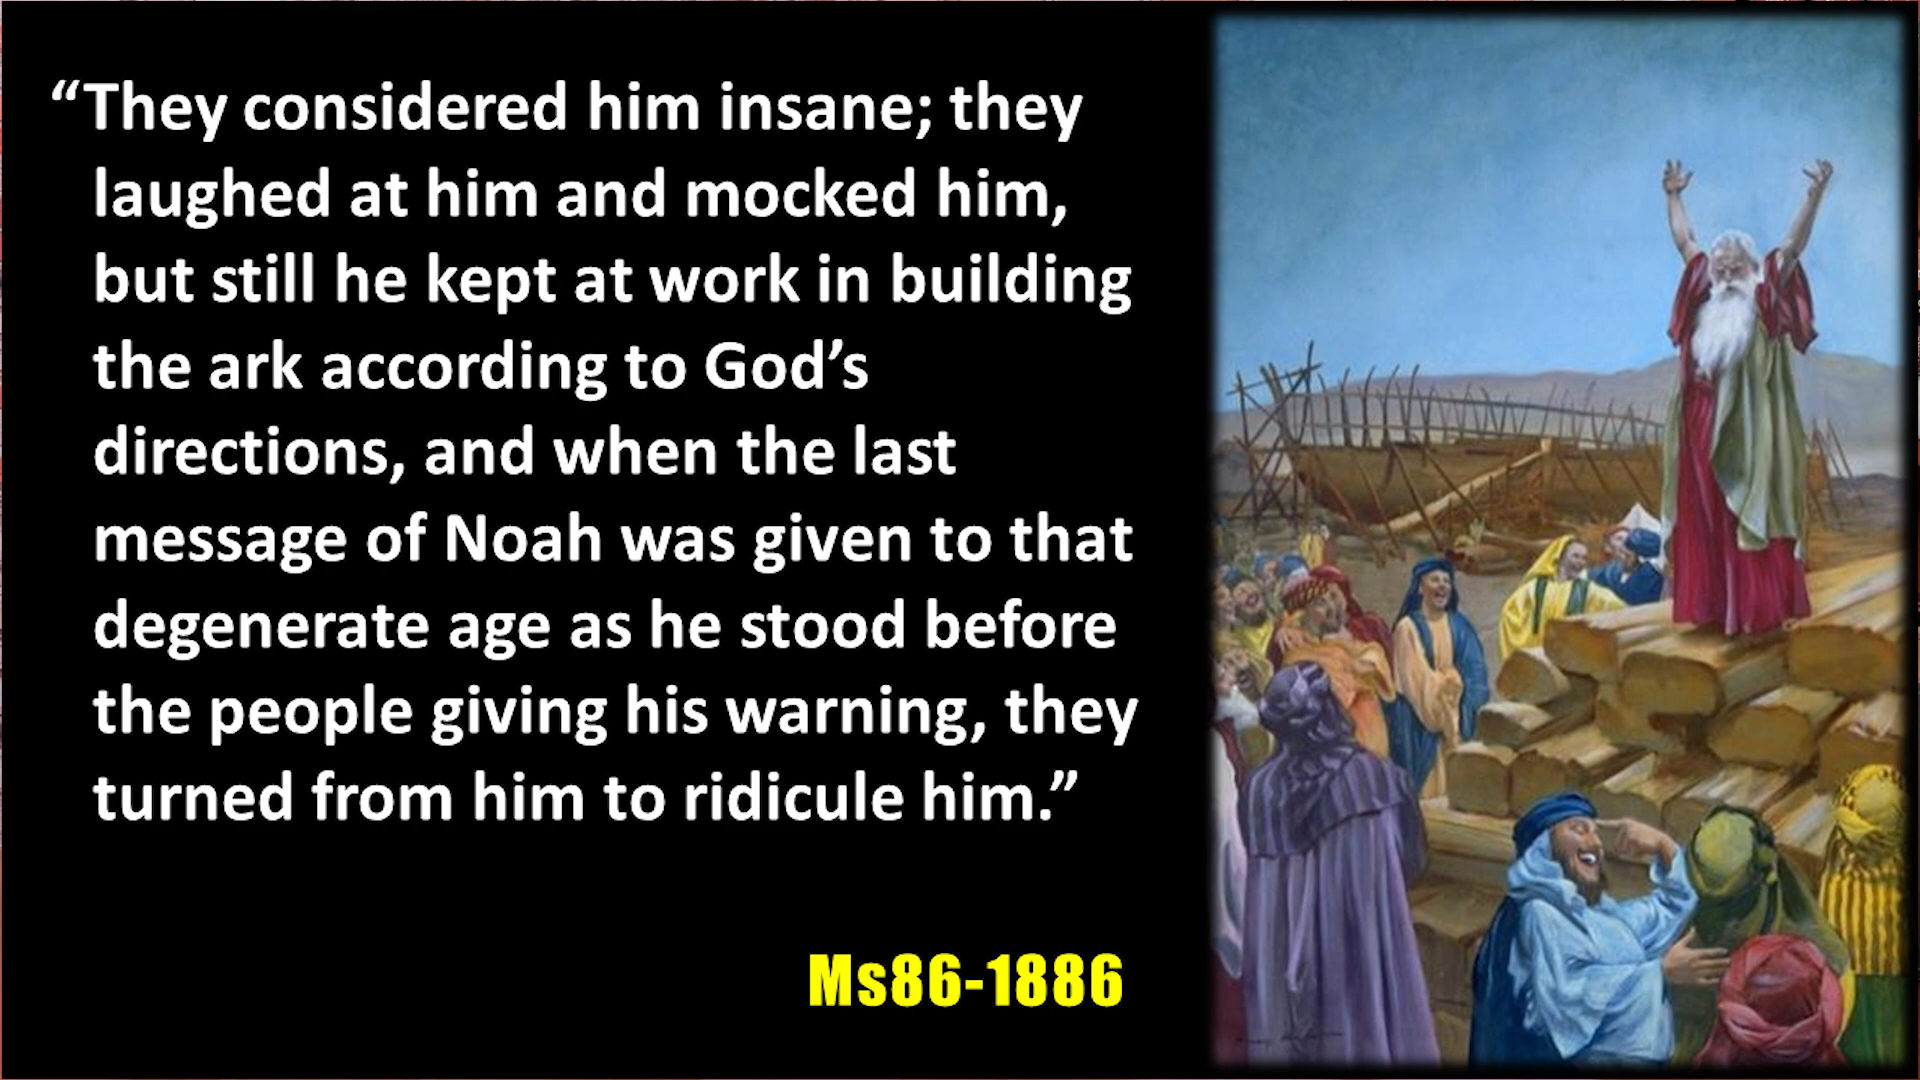 “They considered him insane; they
laughed at him and mocked him,
but still he kept at work in building
the ark according to God’s
directions, and when the last
message of Noah was given to that
degenerate age as he stood before
the people giving his warning, they
turned from him to ridicule him.”
Ms86-1886